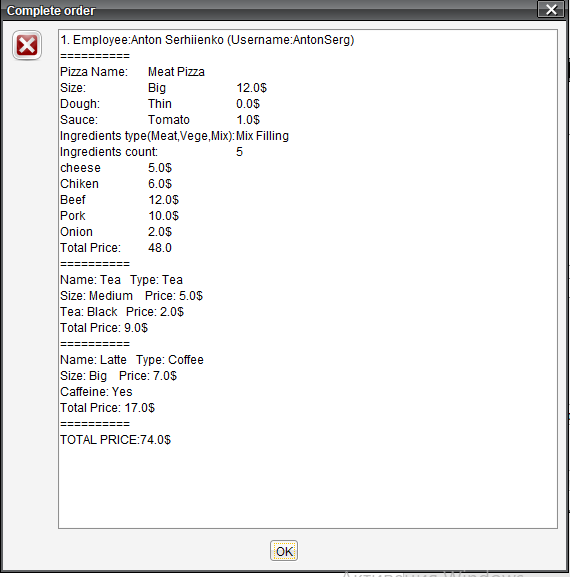 Complete order
1. Employee:Anton Serhiienko (Username:AntonSerg)
==========
Pizza Name: Meat Pizza
Size: Big 12.0$
Dough: Thin 0.0$
Sauce: Tomato 1.0$
Ingredients type(Meat,Vege,Mix):Mix Filling
Ingredients count: 5
cheese 5.0$
Chiken 6.0$
Beef 12.0$
Pork 10.0$
Onion 2.0$
Total Price: 48.0
==========
Name: Tea Type: Tea
Size: Medium Price: 5.0$
Tea: Black Price: 2.0$
Total Price: 9.0$
==========
Name: Latte Type: Coffee
Size: Big Price: 7.0$
Caffeine: Yes
Total Price: 17.0$
==========
TOTAL PRICE:74.0$
OK